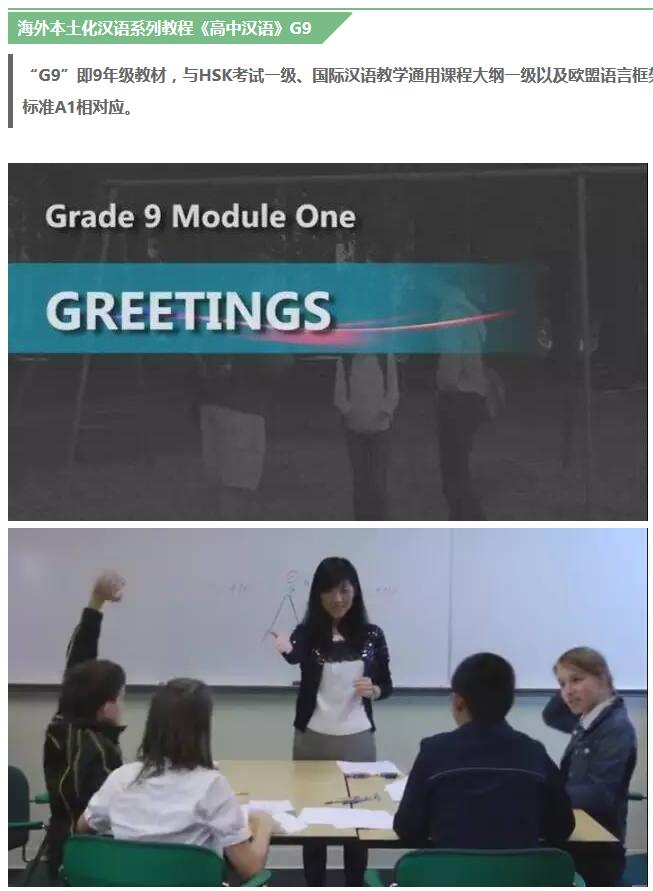 海外本土化汉语系列教程《高中汉语》G9
“G9”即9年级教材，与HSK考试一级、国际汉语教学通用课程大纲一级以及欧盟语言框
标准A1相对应。
Grade 9 Module One
GREETINGS